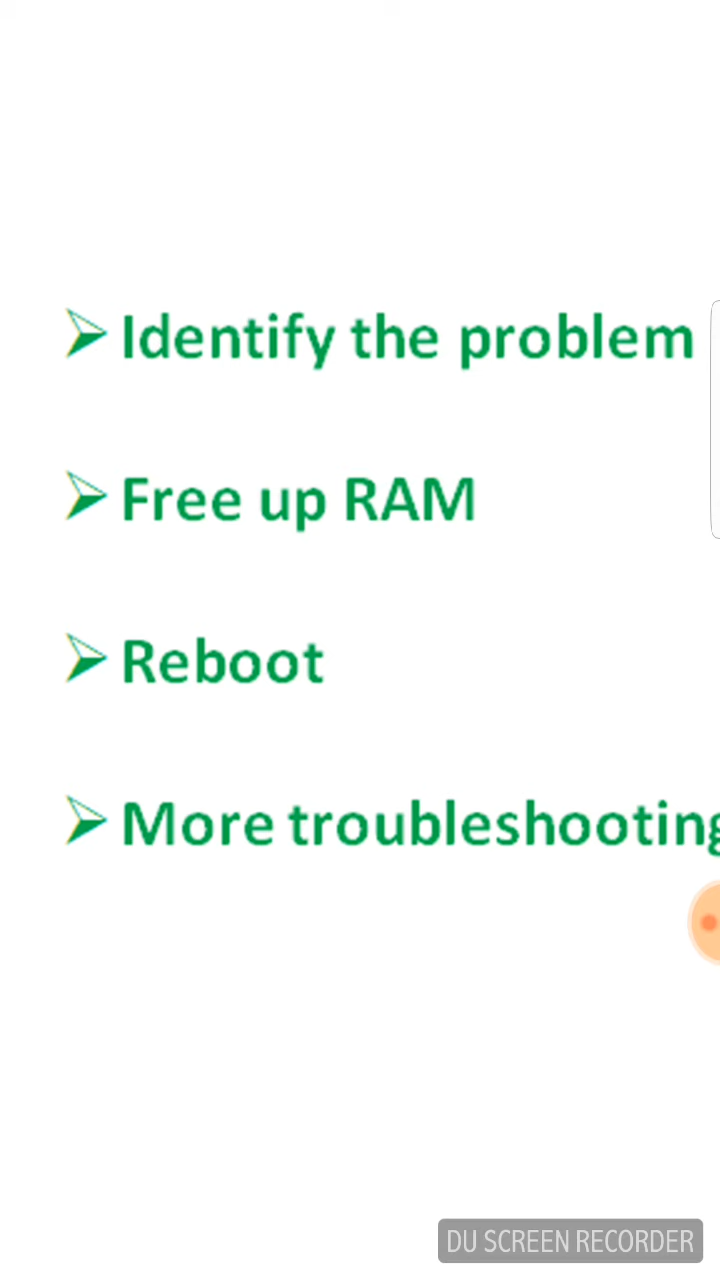 Identify the problem
Free up RAM
Reboot
More troubleshooting
DU SCREEN RECORDER